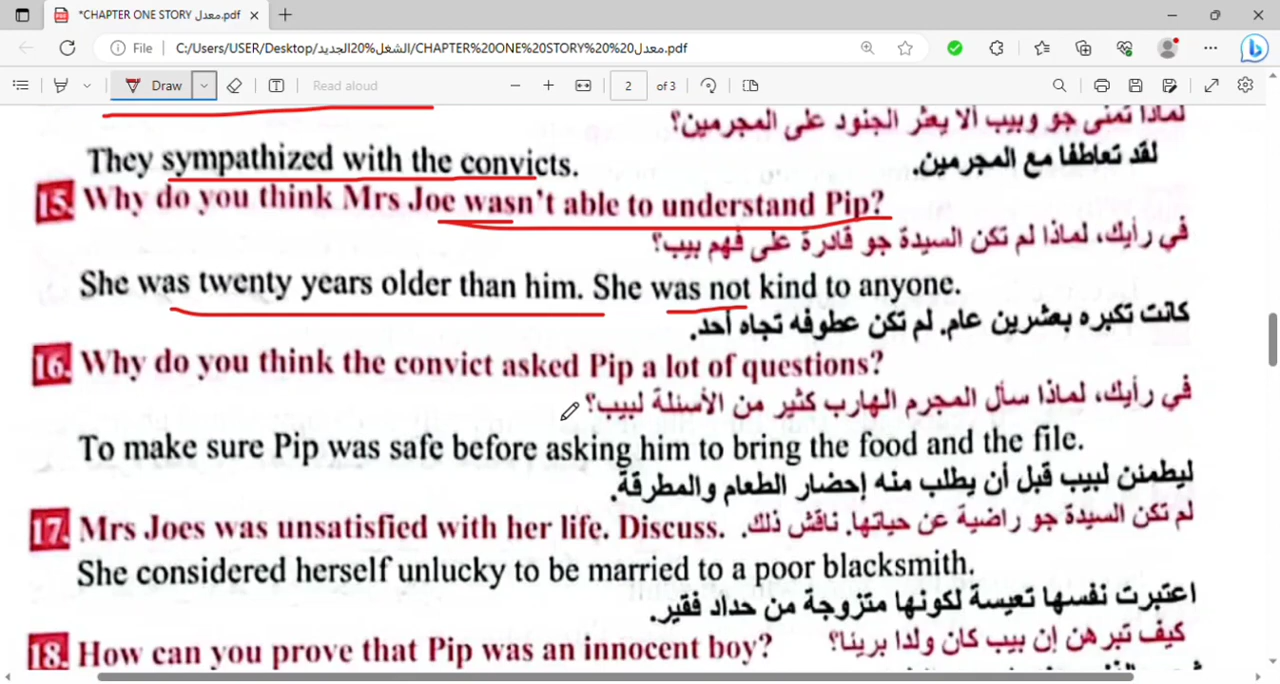 *CHAPTER ONE STORY معدل.pdf
File C:/Users/USER/Desktop/الشغل%20الجديد/CHAPTER%20ONE%20STORY%20%20معدل.pdf
Draw Read aloud 2 of 3
لماذا تمنى جو وبيب ألا يعثر الجنود على المجرمين؟
They sympathized with the convicts.
لقد تعاطفا مع المجرمين.
15. Why do you think Mrs Joe wasn't able to understand Pip?
في رأيك، لماذا لم تكن السيدة جو قادرة على فهم بيب؟
She was twenty years older than him. She was not kind to anyone.
كانت تكبره بعشرين عام. لم تكن عطوفه تجاه أحد.
16. Why do you think the convict asked Pip a lot of questions?
في رأيك، لماذا سأل المجرم الهارب كثير من الأسئلة لبيب؟
To make sure Pip was safe before asking him to bring the food and the file.
ليطمئن لبيب قبل أن يطلب منه إحضار الطعام والمطرقة.
17. Mrs Joes was unsatisfied with her life. Discuss. لم تكن السيدة جو راضية عن حياتها. ناقش ذلك.
She considered herself unlucky to be married to a poor blacksmith.
اعتبرت نفسها تعيسة لكونها متزوجة من حداد فقير.
18. How can you prove that Pip was an innocent boy? كيف تبرهن إن بيب كان ولدا بريئا؟